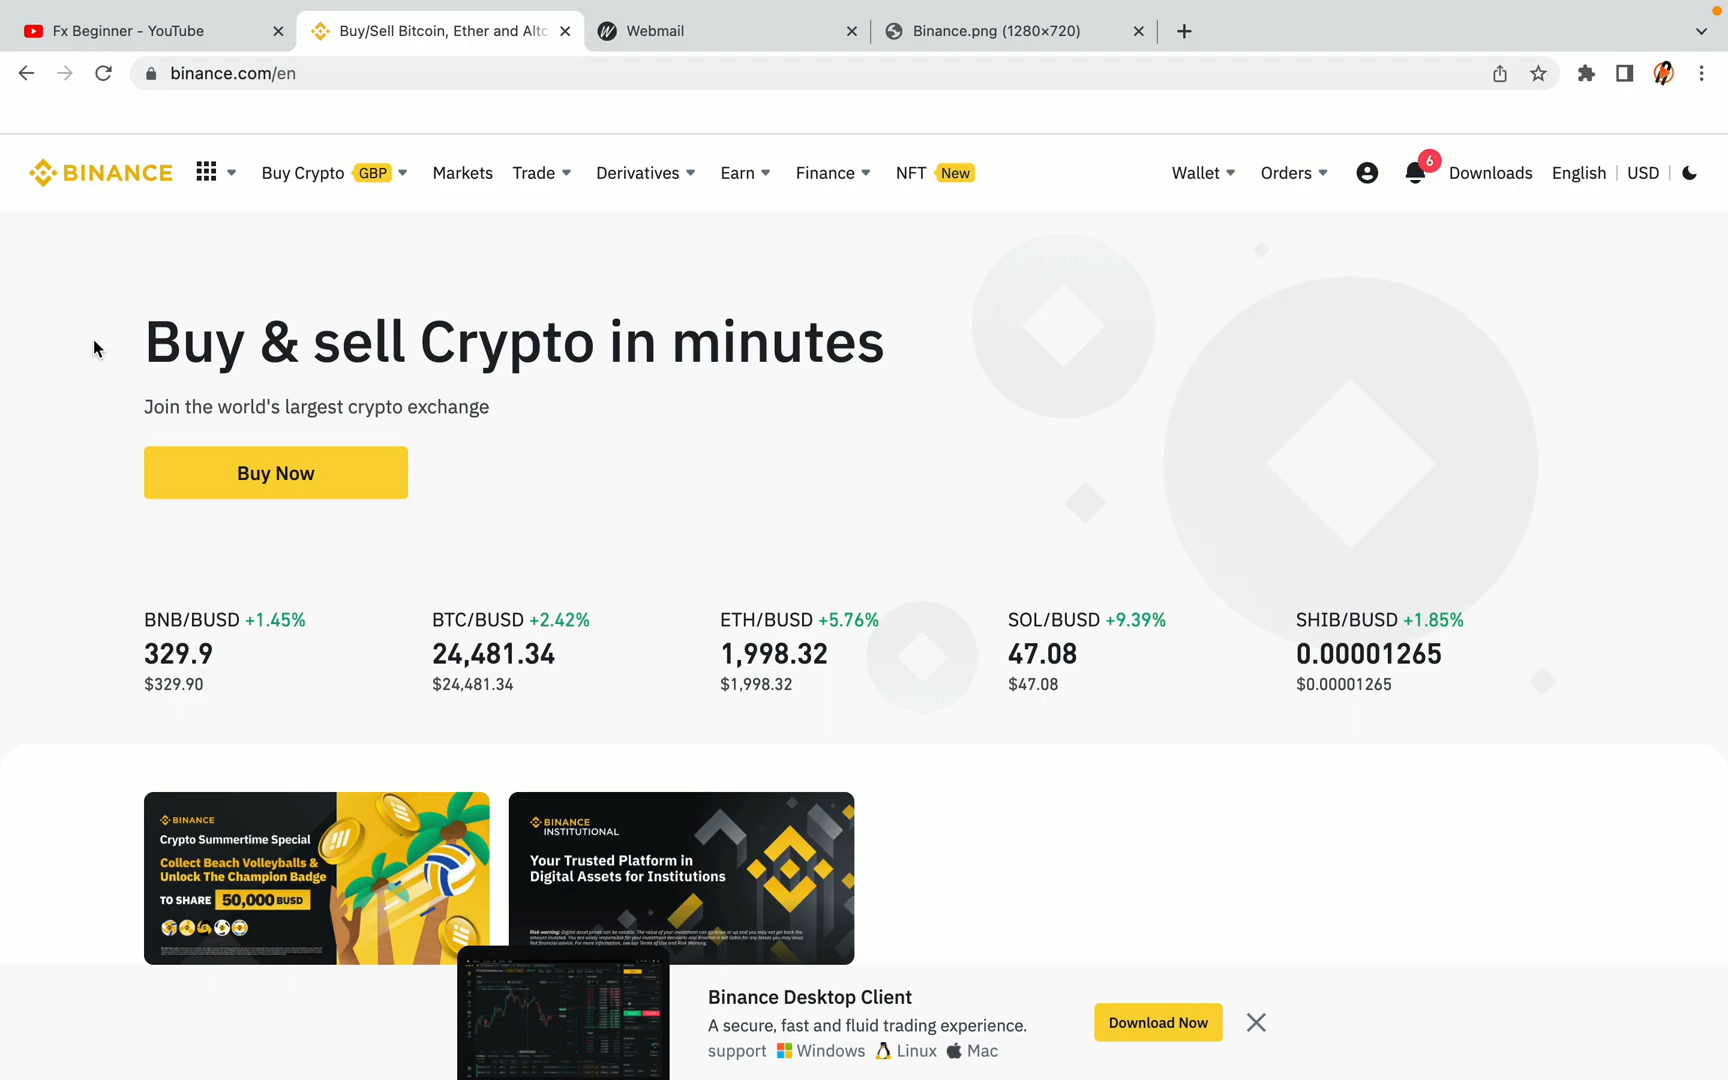 Fx Beginner - YouTube
Buy/Sell Bitcoin, Ether and Altc
Webmail
Binance.png (1280×720)
binance.com/en
BINANCE
Buy Crypto GBP
Markets
Trade
Derivatives
Earn
Finance
NFT New
Wallet
Orders
6
Downloads
English
USD
Buy & sell Crypto in minutes
Join the world's largest crypto exchange
Buy Now
BNB/BUSD +1.45%
329.9
$329.90
BTC/BUSD +2.42%
24,481.34
$24,481.34
ETH/BUSD +5.76%
1,998.32
$1,998.32
SOL/BUSD +9.39%
47.08
$47.08
SHIB/BUSD +1.85%
0.00001265
$0.00001265
BINANCE
Crypto Summertime Special
Collect Beach Volleyballs &
Unlock The Champion Badge
TO SHARE 50,000 BUSD
BINANCE
INSTITUTIONAL
Your Trusted Platform in
Digital Assets for Institutions
Binance Desktop Client
A secure, fast and fluid trading experience.
support Windows Linux Mac
Download Now